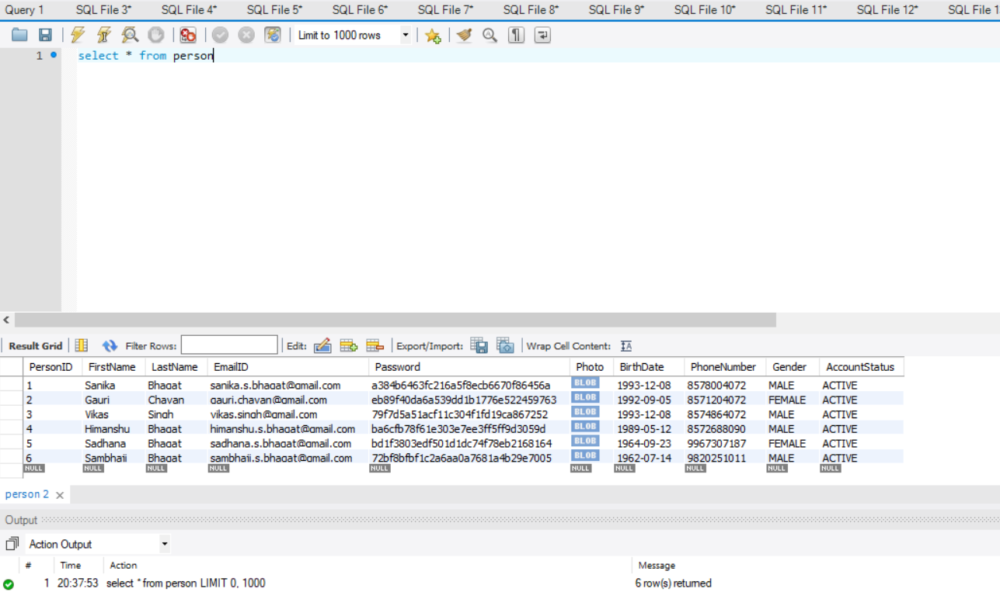 Query 1 SQL File 3* SQL File 4* SQL File 5* SQL File 6* SQL File 7* SQL File 8* SQL File 9* SQL File 10* SQL File 11* SQL File 12* SQL File 1
Limit to 1000 rows
1 select * from person
Result Grid Filter Rows: Edit: Export/Import: Wrap Cell Content:
PersonID FirstName LastName EmailID Password Photo BirthDate PhoneNumber Gender AccountStatus
1 Sanika Bhagat sanika.s.bhagat@gmail.com a384b6463fc216a5f8ecb6670f86456a BLOB 1993-12-08 8578004072 MALE ACTIVE
2 Gauri Chavan gauri.chavan@gmail.com eb89f40da6a539dd1b1776e522459763 BLOB 1992-09-05 8571204072 FEMALE ACTIVE
3 Vikas Singh vikas.singh@gmail.com 79f7d5a51acf11c304f1fd19ca867252 BLOB 1993-12-08 8574864072 MALE ACTIVE
4 Himanshu Bhagat himanshu.s.bhagat@gmail.com ba6cfb78f61e303e7ee3ff5ff9d3059d BLOB 1989-05-12 8572688090 MALE ACTIVE
5 Sadhana Bhagat sadhana.s.bhagat@gmail.com bd1f3803edf501d1dc74f78eb2168164 BLOB 1964-09-23 9967307187 FEMALE ACTIVE
6 Sambhaji Bhagat sambhaji.s.bhagat@gmail.com 72bf8bfbf1c2a6aa0a7681a4b29e7005 BLOB 1962-07-14 9820251011 MALE ACTIVE
NULL NULL NULL NULL NULL NULL NULL NULL NULL NULL
person 2
Output
Action Output
# Time Action Message
1 20:37:53 select * from person LIMIT 0, 1000 6 row(s) returned